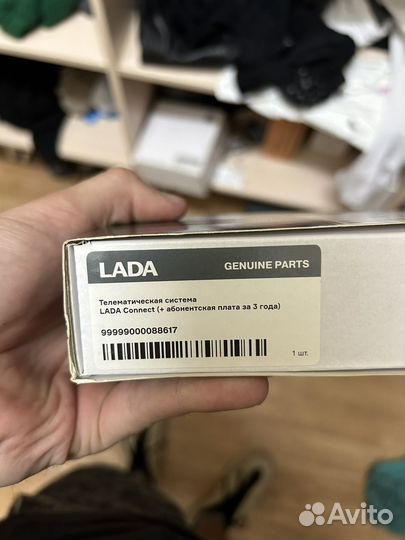 LADA GENUINE PARTS
Телематическая система
LADA Connect (+ абонентская плата за 3 года)
99999000088617
1 шт.
Avito